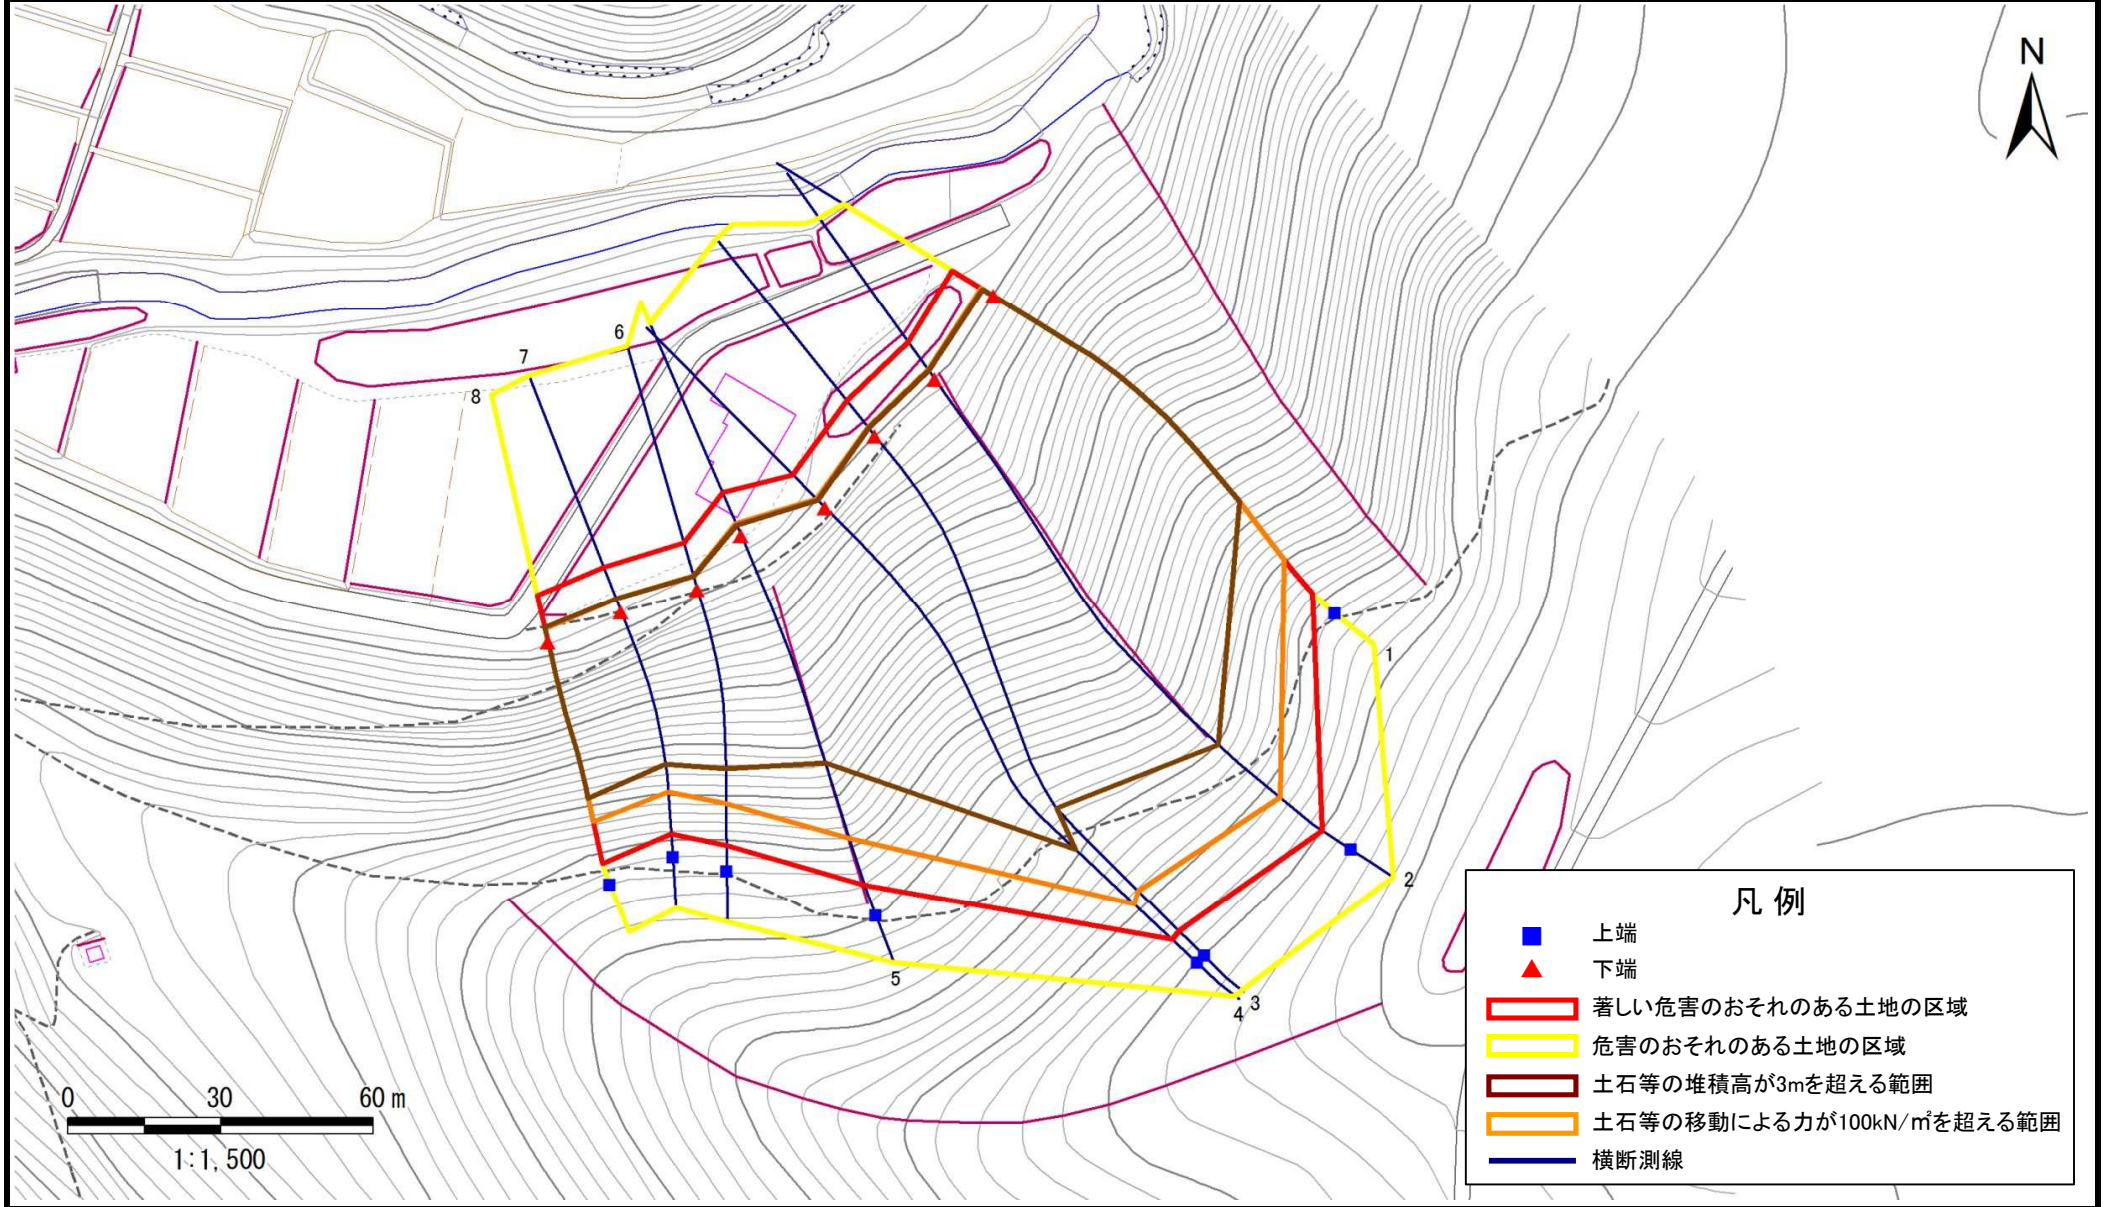 N
6
7
8
1
2
3
4
5
凡 例
上端
下端
著しい危害のおそれのある土地の区域
危害のおそれのある土地の区域
土石等の堆積高が3mを超える範囲
土石等の移動による力が100kN/㎡を超える範囲
横断測線
0 30 60 m
1:1,500